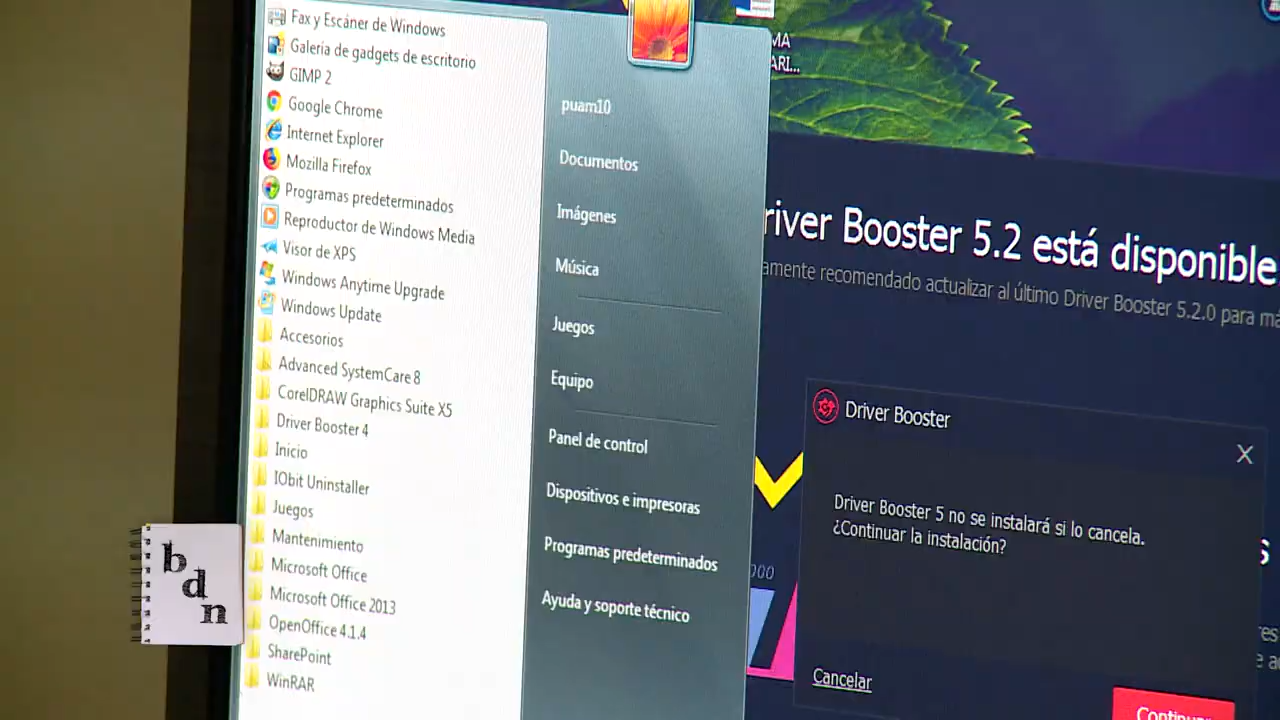 Fax y Escáner de Windows
Galería de gadgets de escritorio
GIMP 2
Google Chrome
Internet Explorer
Mozilla Firefox
Programas predeterminados
Reproductor de Windows Media
Visor de XPS
Windows Anytime Upgrade
Windows Update
Accesorios
Advanced SystemCare 8
CorelDRAW Graphics Suite X5
Driver Booster 4
Inicio
IObit Uninstaller
Juegos
Mantenimiento
Microsoft Office
Microsoft Office 2013
OpenOffice 4.1.4
SharePoint
WinRAR
puam10
Documentos
Imágenes
Música
Juegos
Equipo
Panel de control
Dispositivos e impresoras
Programas predeterminados
Ayuda y soporte técnico
MA
ARI...
river Booster 5.2 está disponible
amente recomendado actualizar al último Driver Booster 5.2.0 para má
Driver Booster
X
Driver Booster 5 no se instalará si lo cancela.
¿Continuar la instalación?
Cancelar
Continuar
000
b
d
n